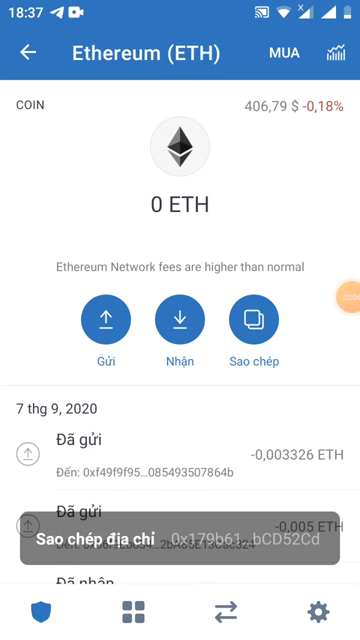 18:37
Ethereum (ETH)
MUA
COIN
406,79 $ -0,18%
0 ETH
Ethereum Network fees are higher than normal
Gửi
Nhận
Sao chép
7 thg 9, 2020
Đã gửi
-0,003326 ETH
Đến: 0xf49f9f95...085493507864b
Đã gửi
-0,005 ETH
Sao chép địa chỉ 0x179b61...bCD52Cd
Đã nhận